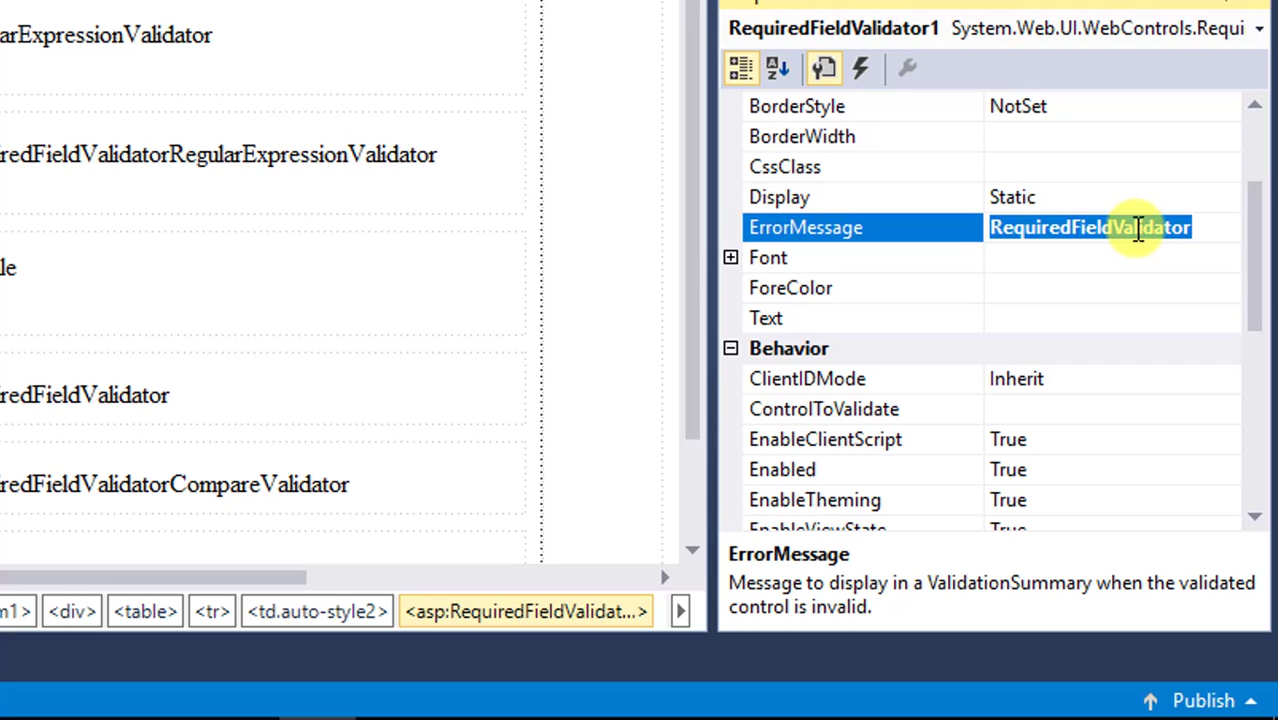 arExpressionValidator
redFieldValidatorRegularExpressionValidator
le
redFieldValidator
redFieldValidatorCompareValidator
m1> <div> <table> <tr> <td.auto-style2> <asp:RequiredFieldValidat...>
RequiredFieldValidator1 System.Web.UI.WebControls.Requi
BorderStyle NotSet
BorderWidth
CssClass
Display Static
ErrorMessage RequiredFieldValidator
Font
ForeColor
Text
Behavior
ClientIDMode Inherit
ControlToValidate
EnableClientScript True
Enabled True
EnableTheming True
EnableViewState True
ErrorMessage
Message to display in a ValidationSummary when the validated
control is invalid.
Publish